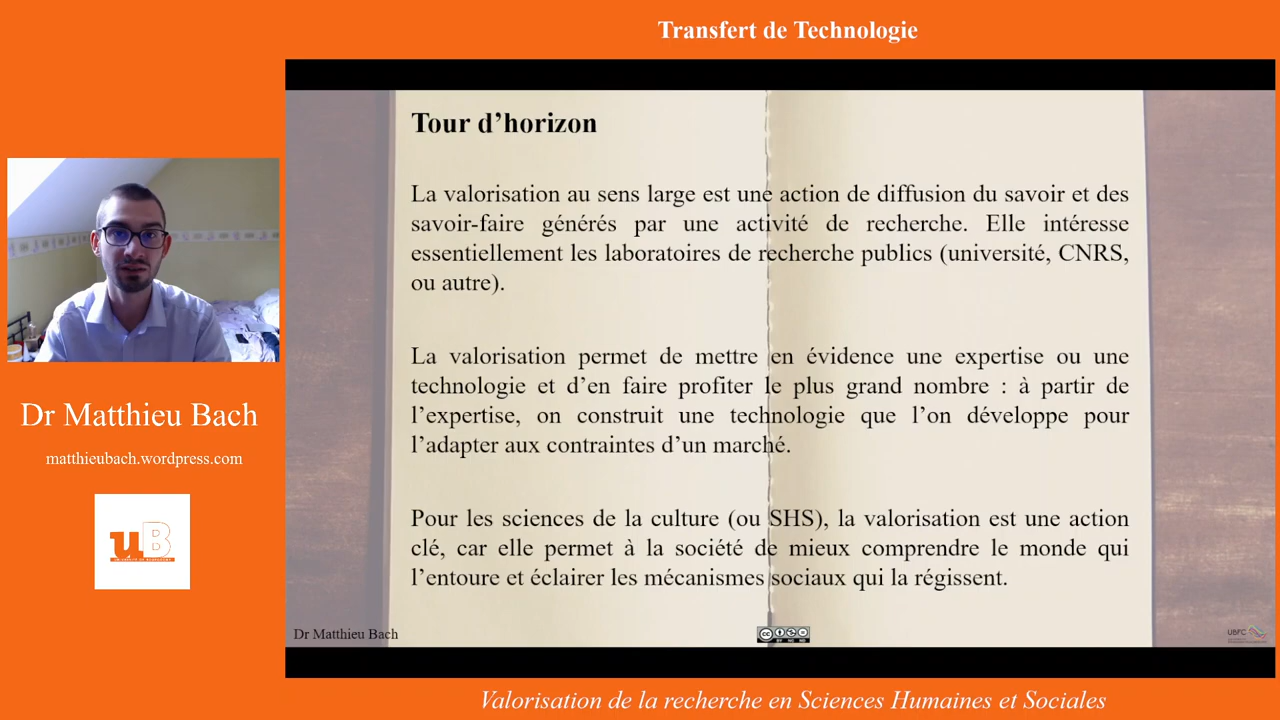 Transfert de Technologie
Tour d’horizon
La valorisation au sens large est une action de diffusion du savoir et des
savoir-faire générés par une activité de recherche. Elle intéresse
essentiellement les laboratoires de recherche publics (université, CNRS,
ou autre).
La valorisation permet de mettre en évidence une expertise ou une
technologie et d’en faire profiter le plus grand nombre : à partir de
l’expertise, on construit une technologie que l’on développe pour
l’adapter aux contraintes d’un marché.
Pour les sciences de la culture (ou SHS), la valorisation est une action
clé, car elle permet à la société de mieux comprendre le monde qui
l’entoure et éclairer les mécanismes sociaux qui la régissent.
Dr Matthieu Bach
matthieubach.wordpress.com
uB
Dr Matthieu Bach
cc
BY NC ND
UBFC
Valorisation de la recherche en Sciences Humaines et Sociales